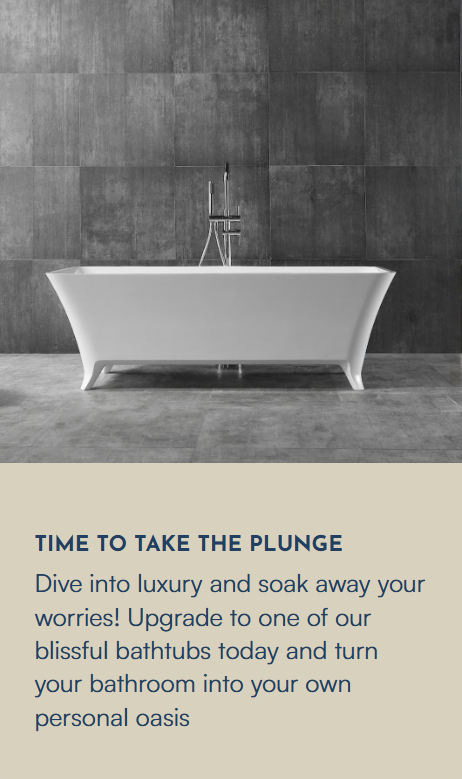 TIME TO TAKE THE PLUNGE
Dive into luxury and soak away your
worries! Upgrade to one of our
blissful bathtubs today and turn
your bathroom into your own
personal oasis